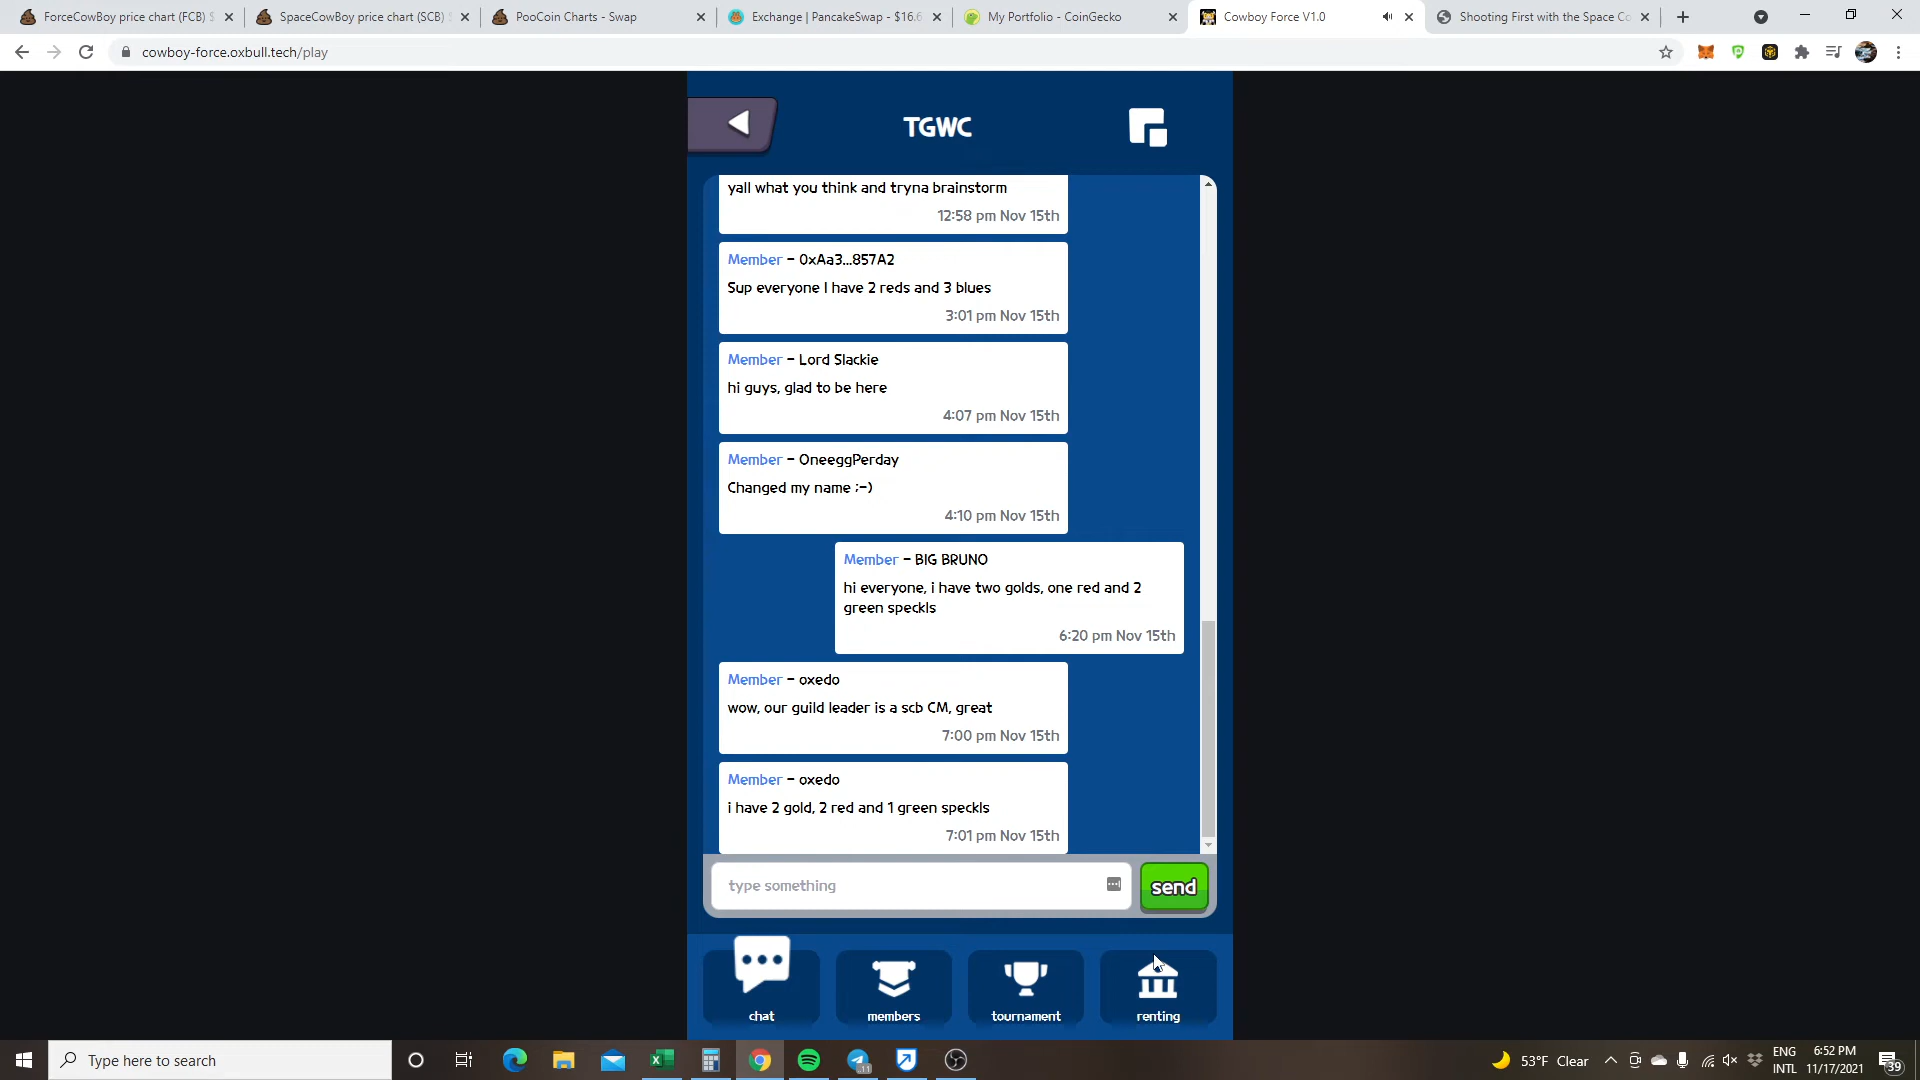 ForceCowBoy price chart (FCB) $
SpaceCowBoy price chart (SCB)
PooCoin Charts - Swap
Exchange | PancakeSwap - $16.6
My Portfolio - CoinGecko
Cowboy Force V1.0
Shooting First with the Space Co
cowboy-force.oxbull.tech/play
TGWC
yall what you think and tryna brainstorm
12:58 pm Nov 15th
Member - 0xAa3...857A2
Sup everyone I have 2 reds and 3 blues
3:01 pm Nov 15th
Member - Lord Slackie
hi guys, glad to be here
4:07 pm Nov 15th
Member - OneeggPerday
Changed my name ;-)
4:10 pm Nov 15th
Member - BIG BRUNO
hi everyone, i have two golds, one red and 2
green speckls
6:20 pm Nov 15th
Member - oxedo
wow, our guild leader is a scb CM, great
7:00 pm Nov 15th
Member - oxedo
i have 2 gold, 2 red and 1 green speckls
7:01 pm Nov 15th
type something
send
chat
members
tournament
renting
Type here to search
11
53°F Clear
ENG
INTL
6:52 PM
11/17/2021
39